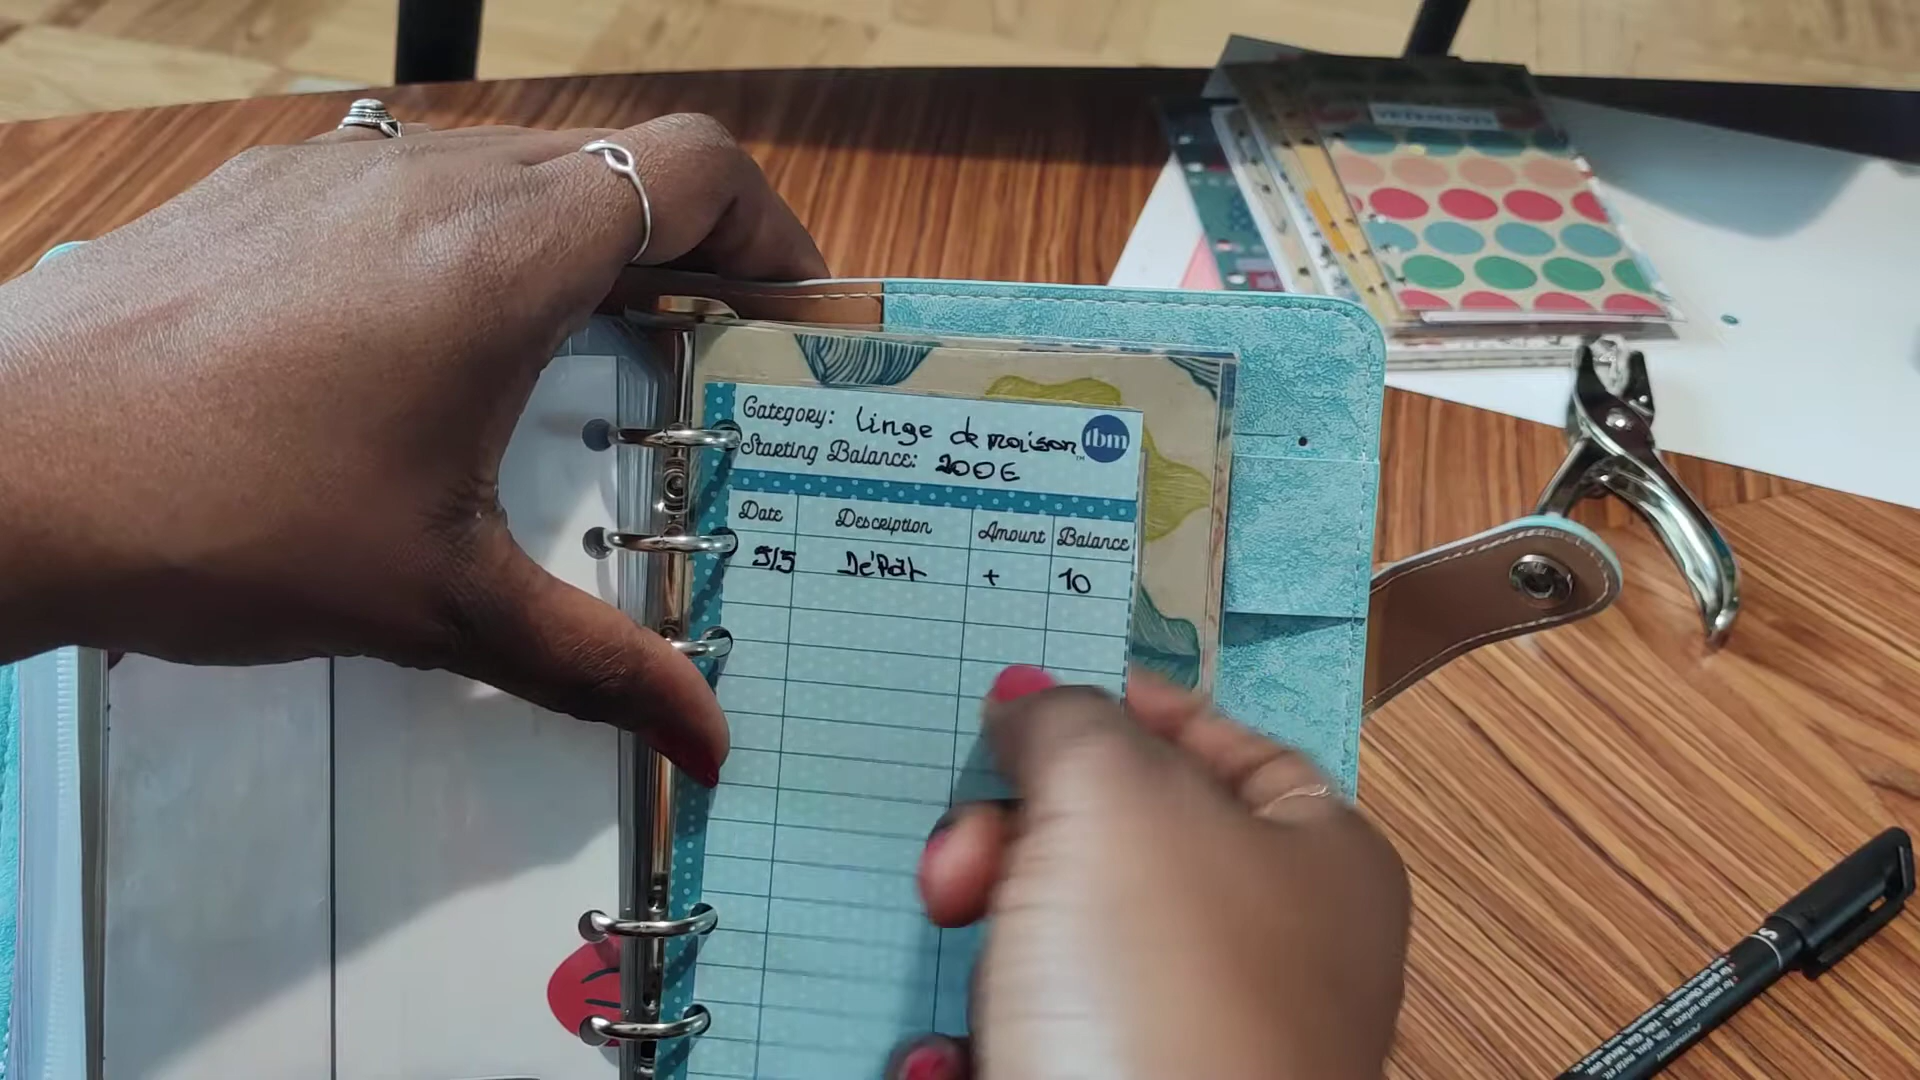 Category: linge de maison
tbm
Starting Balance: 200€
Date Description Amount Balance
5/5 Dépôt + 10
S